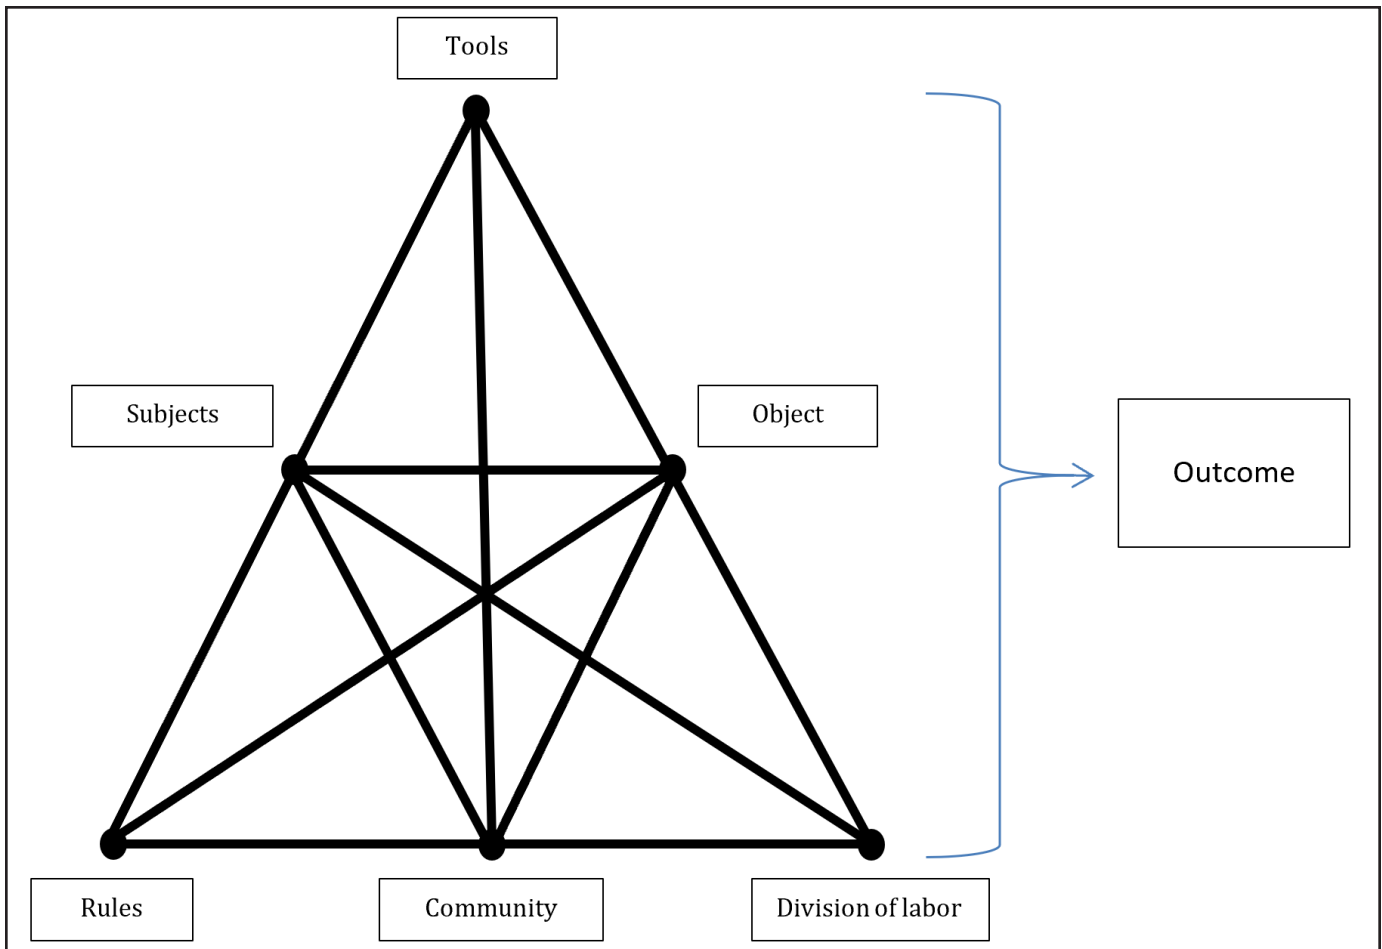 Tools
Subjects
Object
Outcome
Rules
Community
Division of labor